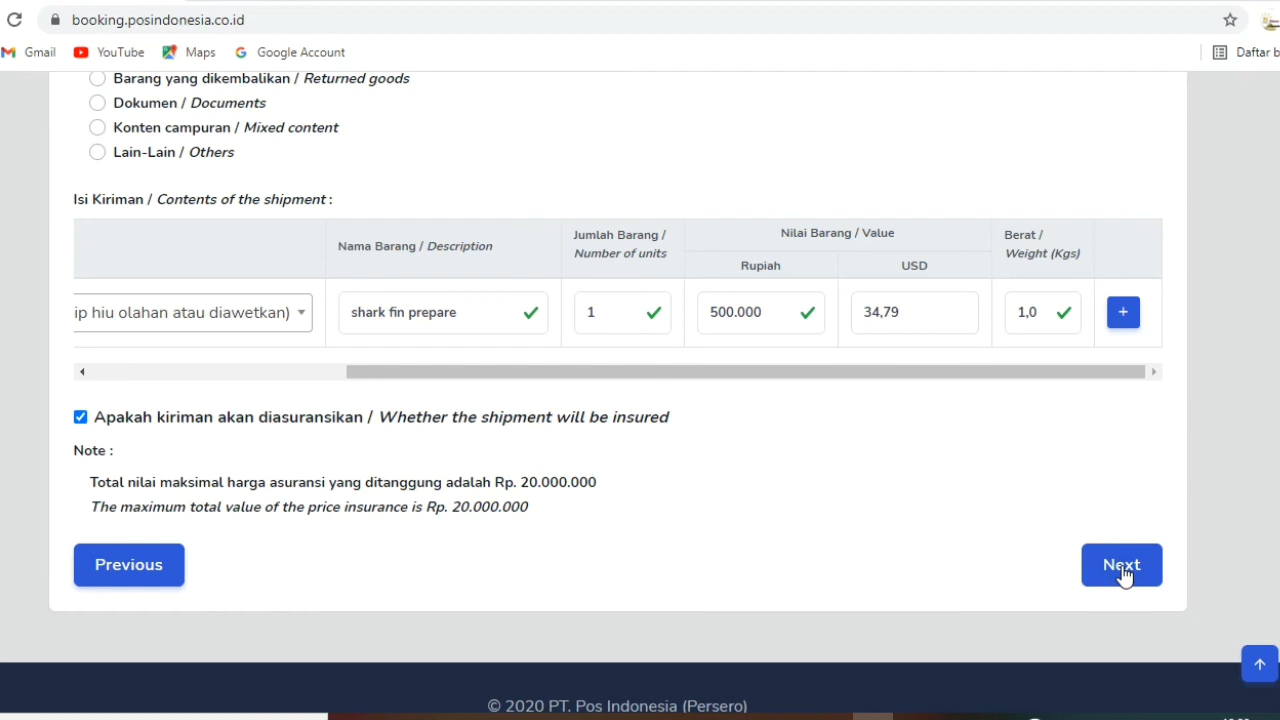 booking.posindonesia.co.id
Gmail YouTube Maps Google Account Daftar b
Barang yang dikembalikan / Returned goods
Dokumen / Documents
Konten campuran / Mixed content
Lain-Lain / Others
Isi Kiriman / Contents of the shipment :
Nama Barang / Description
Jumlah Barang /
Number of units
Nilai Barang / Value
Rupiah USD
Berat /
Weight (Kgs)
ip hiu olahan atau diawetkan) shark fin prepare 1 500.000 34,79 1,0 +
Apakah kiriman akan diasuransikan / Whether the shipment will be insured
Note :
Total nilai maksimal harga asuransi yang ditanggung adalah Rp. 20.000.000
The maximum total value of the price insurance is Rp. 20.000.000
Previous Next
© 2020 PT. Pos Indonesia (Persero)